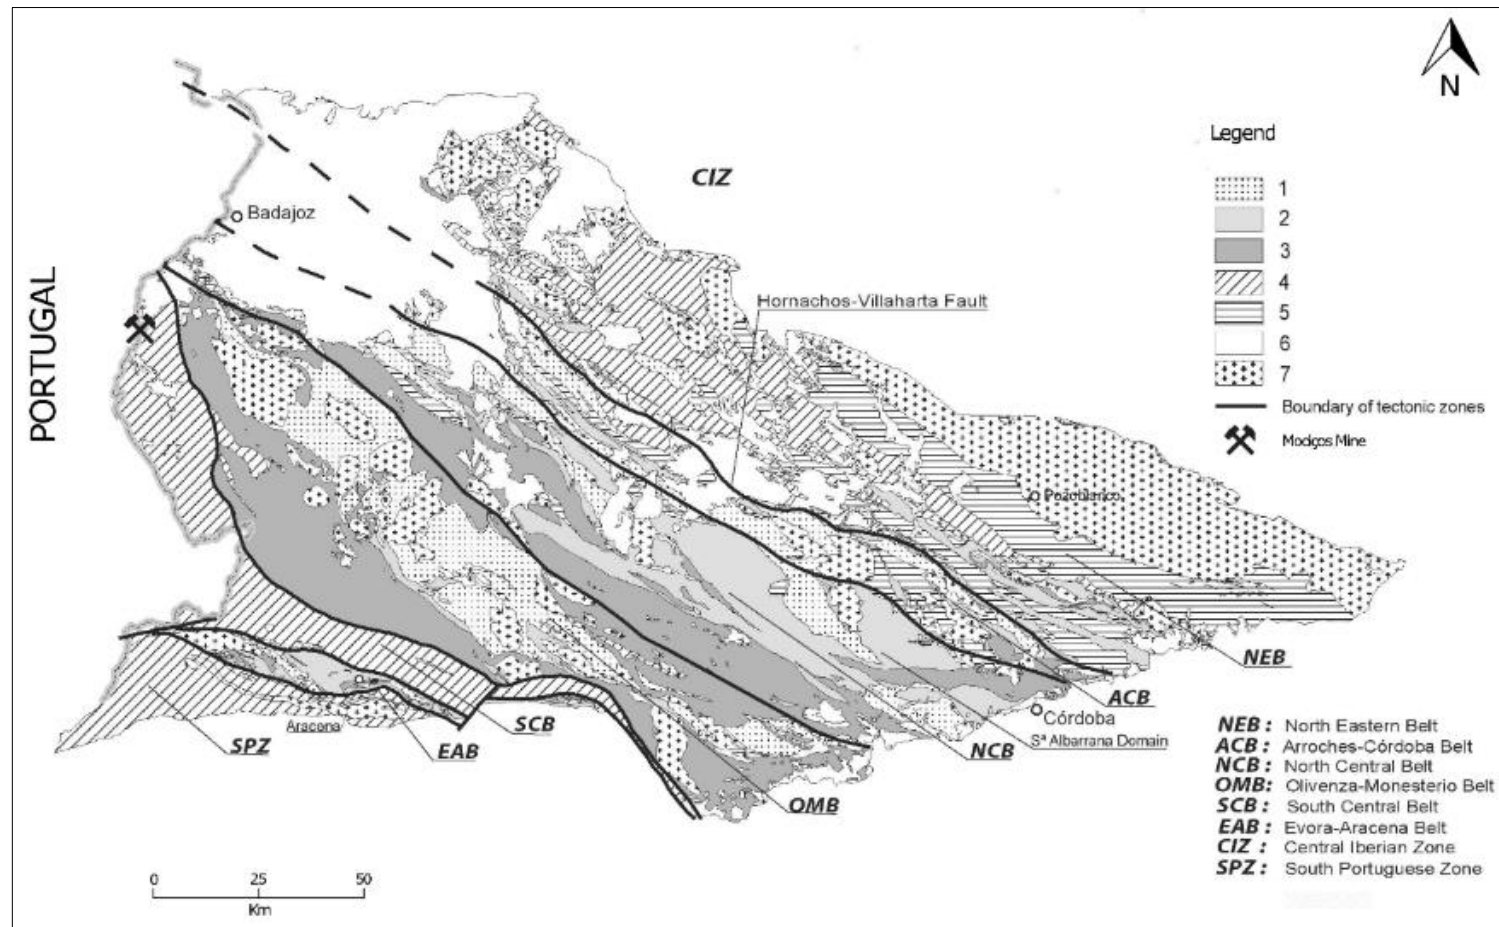 N
Legend
CIZ
1
Badajoz
2
3
4
Hornachos-Villaharta Fault
5
PORTUGAL
6
7
Boundary of tectonic zones
Modços Mine
Pozoblanco
NEB
ACB
Córdoba
SCB
Aracena
SPZ
EAB
NCB
Sª Albarrana Domain
OMB
NEB : North Eastern Belt
ACB : Arroches-Córdoba Belt
NCB : North Central Belt
OMB: Olivenza-Monesterio Belt
SCB : South Central Belt
EAB : Evora-Aracena Belt
CIZ : Central Iberian Zone
SPZ : South Portuguese Zone
0 25 50
Km